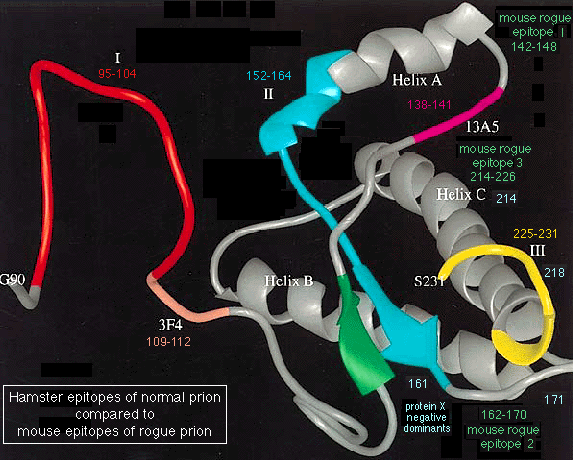 mouse rogue
epitope 1
142-148
I
95-104
152-164
II
Helix A
138-141
13A5
mouse rogue
epitope 3
214-226
Helix C
214
225-231
III
G90
S231
218
Helix B
3F4
109-112
161
171
protein X
negative
dominants
162-170
mouse rogue
epitope 2
Hamster epitopes of normal prion
compared to
mouse epitopes of rogue prion